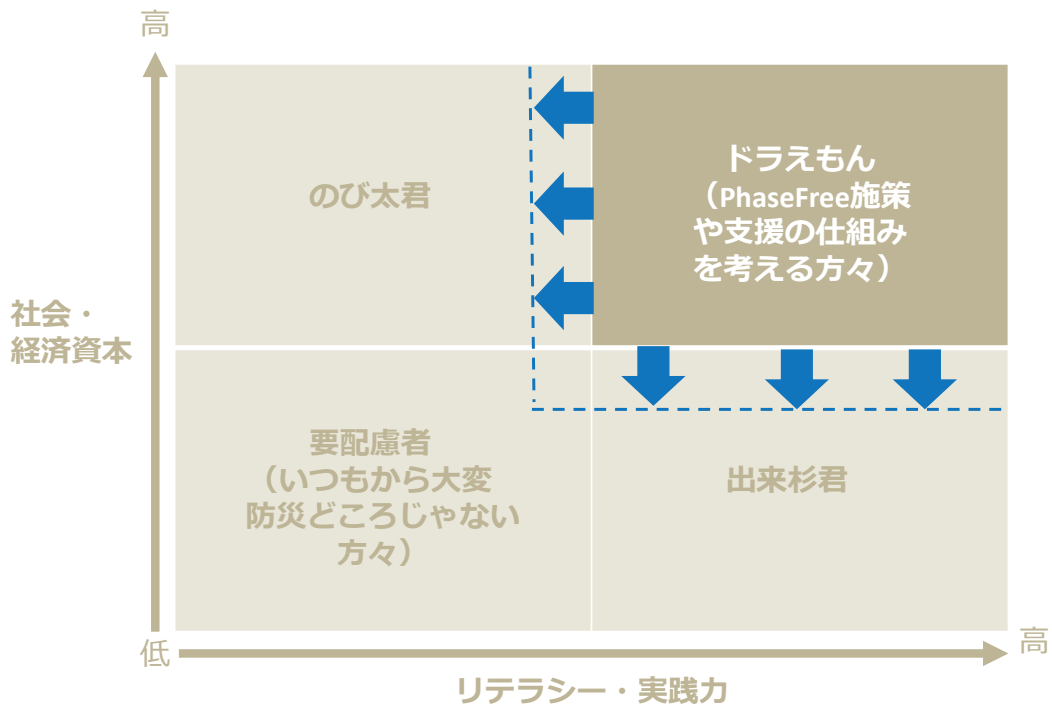 高
のび太君
ドラえもん
（PhaseFree施策
や支援の仕組み
を考える方々）
社会・
経済資本
要配慮者
（いつもから大変
防災どころじゃない
方々）
出来杉君
低
高
リテラシー・実践力